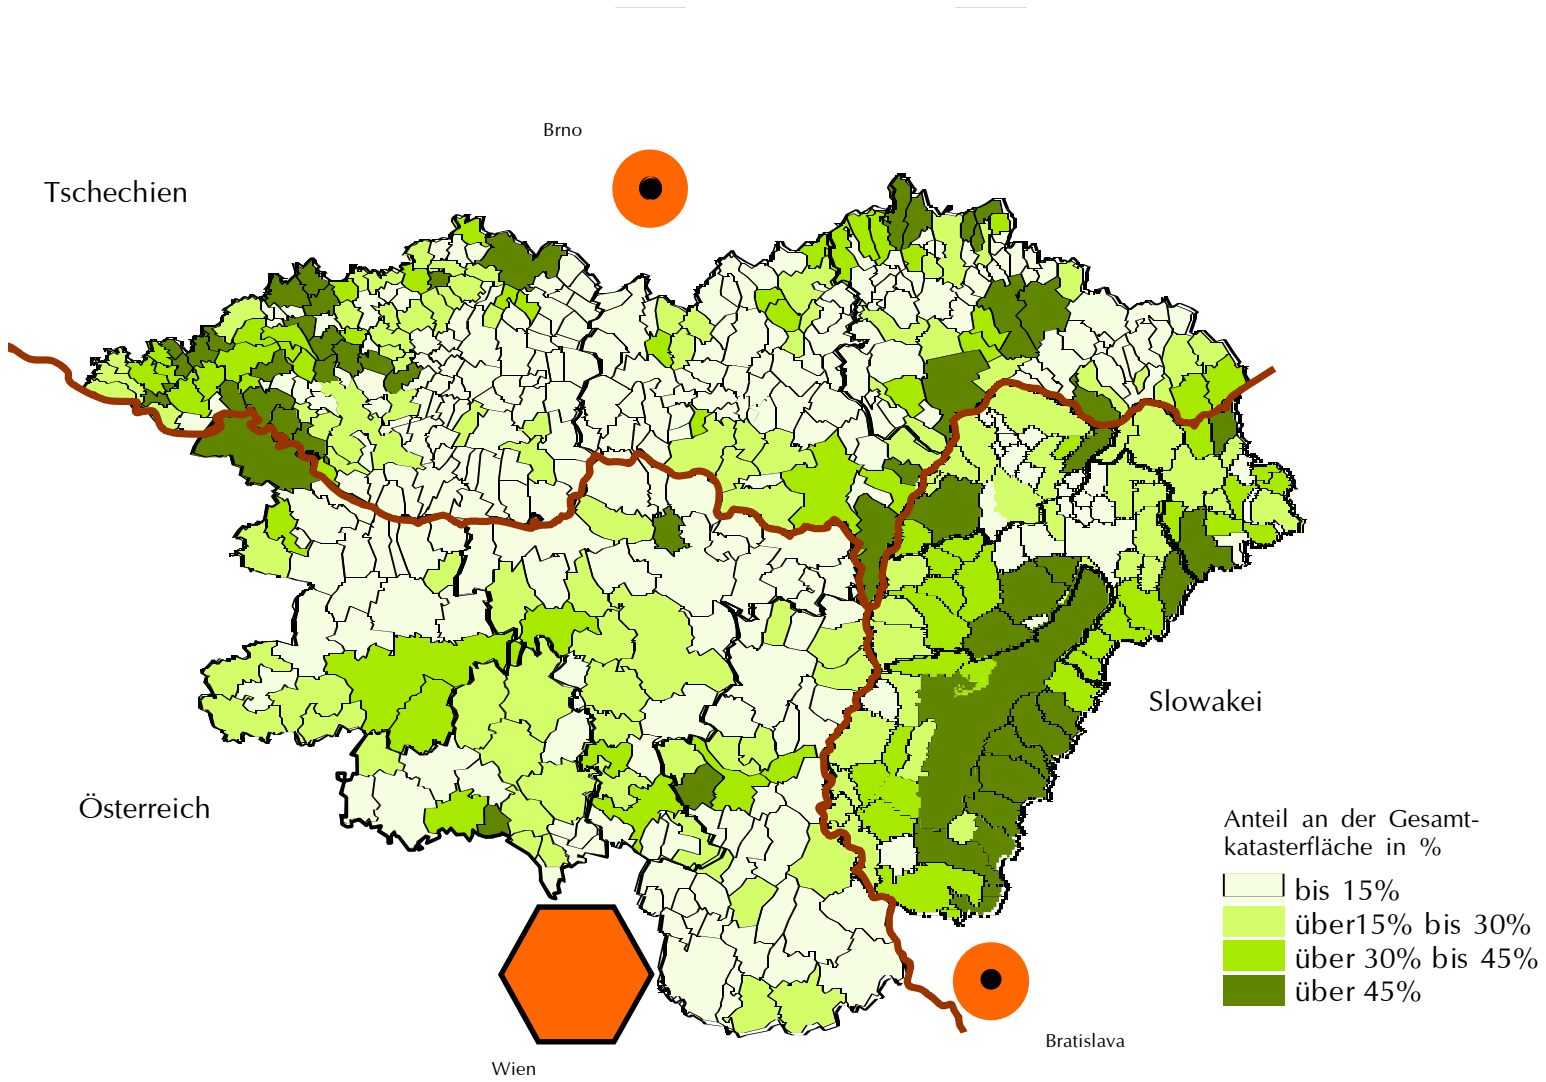 Brno
Tschechien
Slowakei
Österreich
Anteil an der Gesamt-
katasterfläche in %
bis 15%
über15% bis 30%
über 30% bis 45%
über 45%
Bratislava
Wien